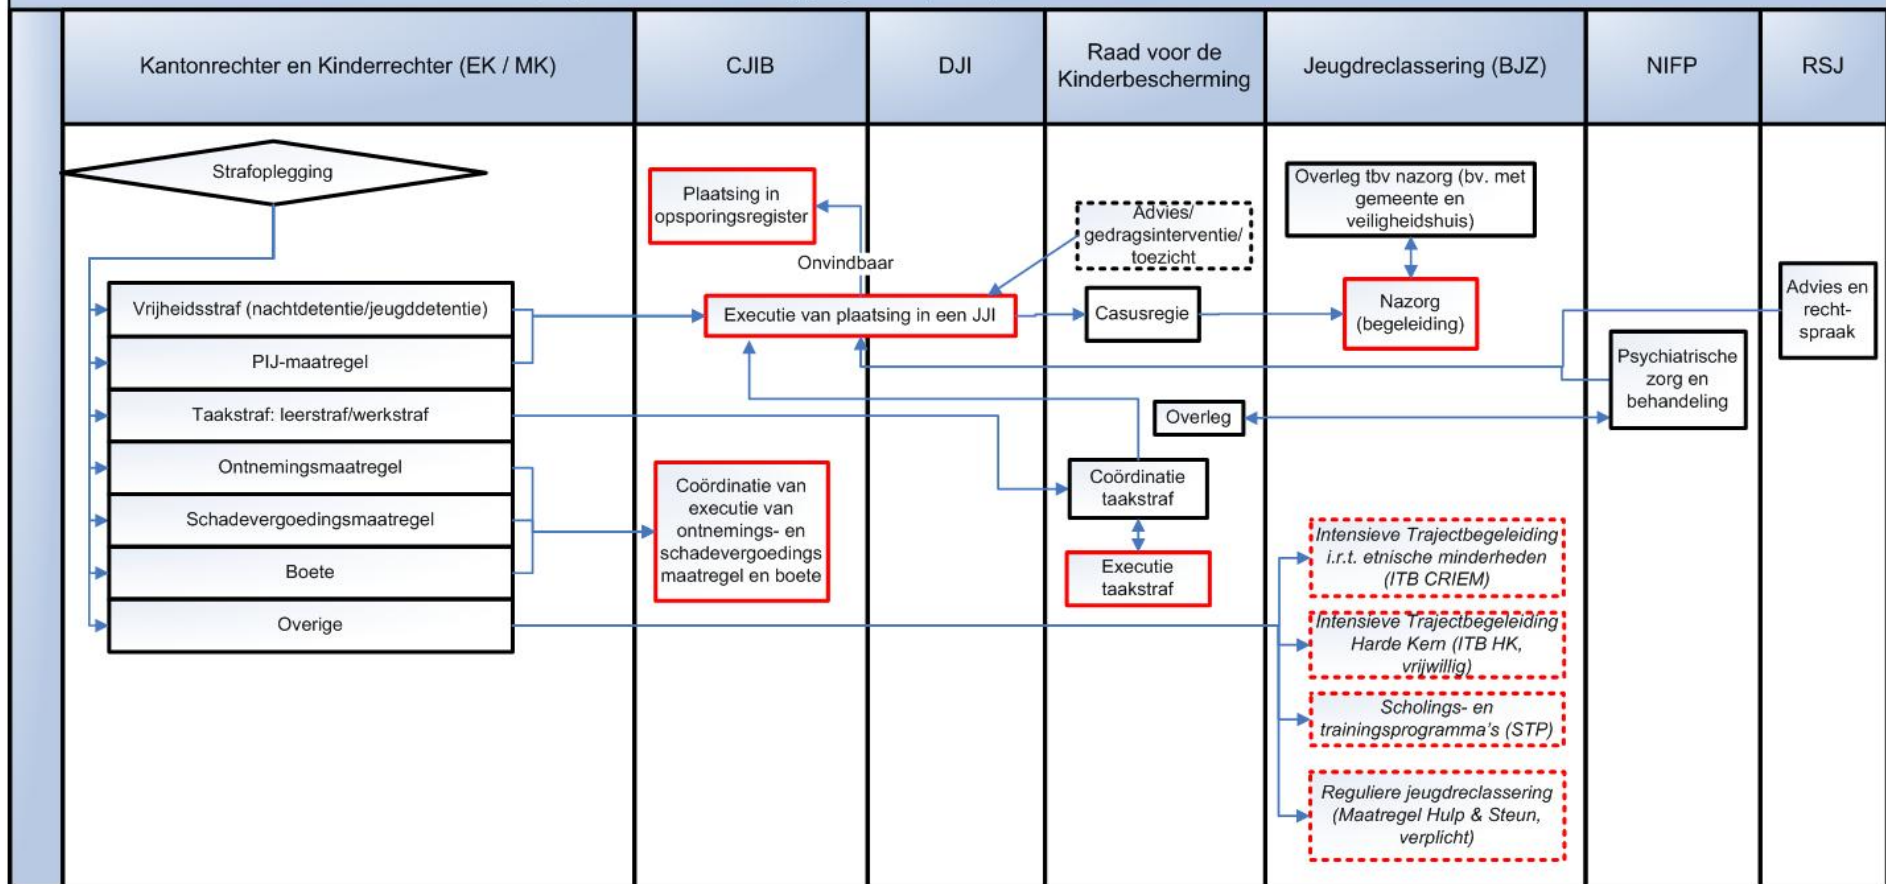 Kantonrechter en Kinderrechter (EK / MK)
CJIB
DJI
Raad voor de
Kinderbescherming
Jeugdreclassering (BJZ)
NIFP
RSJ
Strafoplegging
Vrijheidsstraf (nachtdetentie/jeugddetentie)
PIJ-maatregel
Taakstraf: leerstraf/werkstraf
Ontnemingsmaatregel
Schadevergoedingsmaatregel
Boete
Overige
Plaatsing in
opsporingsregister
Onvindbaar
Executie van plaatsing in een JJI
Coördinatie van
executie van
ontnemings- en
schadevergoedings
maatregel en boete
Advies/
gedragsinterventie/
toezicht
Casusregie
Overleg
Coördinatie
taakstraf
Executie
taakstraf
Overleg tbv nazorg (bv. met
gemeente en
veiligheidshuis)
Nazorg
(begeleiding)
Intensieve Trajectbegeleiding
i.r.t. etnische minderheden
(ITB CRIEM)
Intensieve Trajectbegeleiding
Harde Kern (ITB HK,
vrijwillig)
Scholings- en
trainingsprogramma's (STP)
Reguliere jeugdreclassering
(Maatregel Hulp & Steun,
verplicht)
Psychiatrische
zorg en
behandeling
Advies en
recht-
spraak